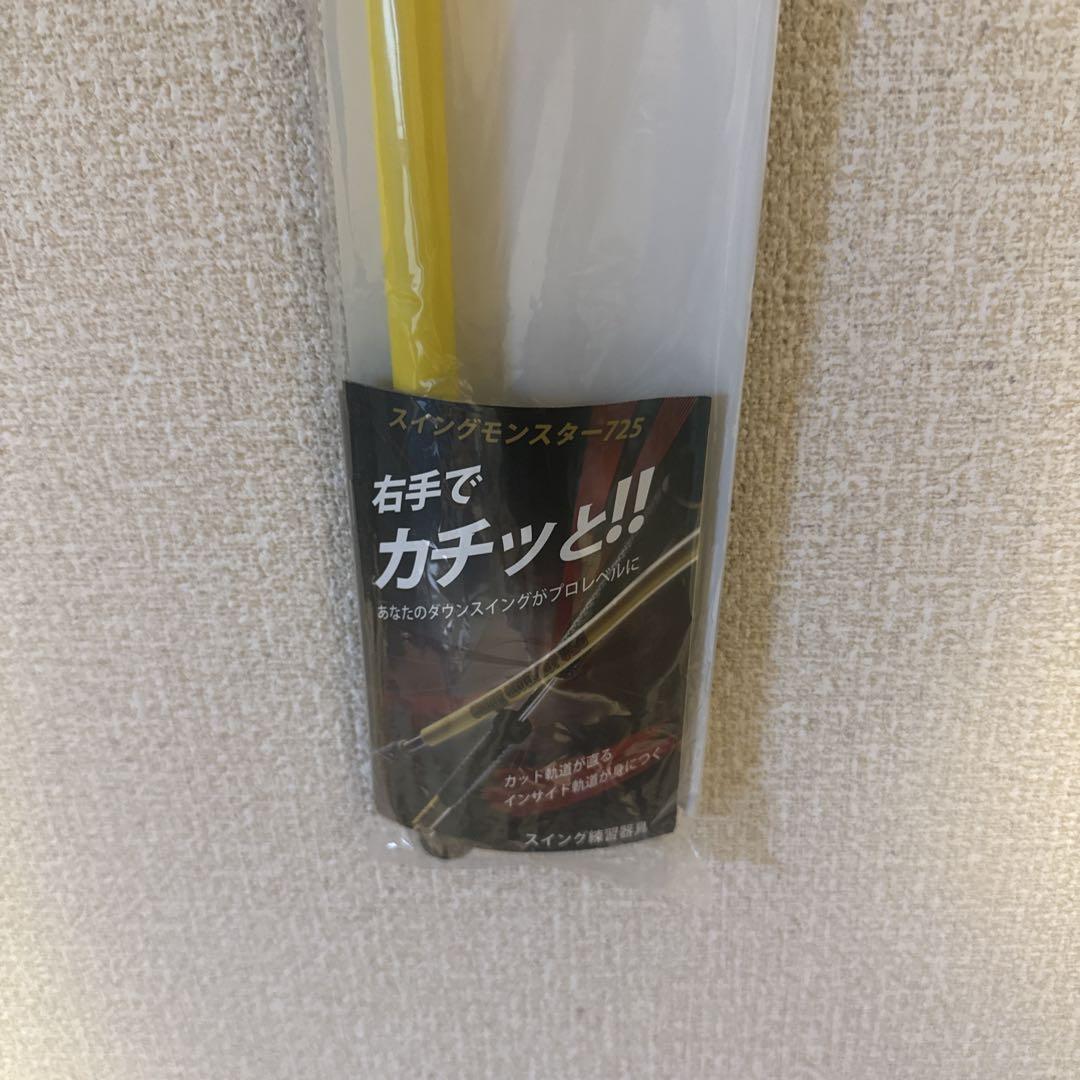 スイングモンスター725
右手で
カチッと!!
あなたのダウンスイングがプロレベルに
カット軌道が直る
インサイド軌道が身につく
スイング練習器具